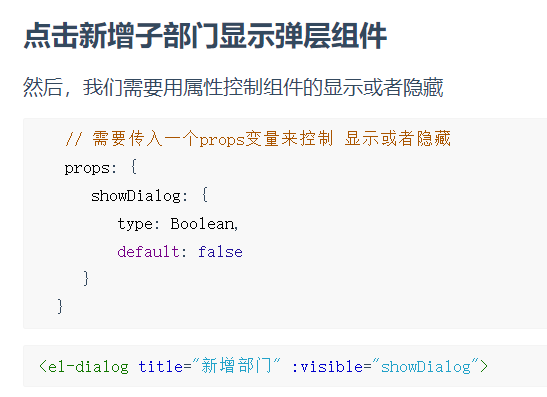 点击新增子部门显示弹层组件
然后，我们需要用属性控制组件的显示或者隐藏
// 需要传入一个props变量来控制 显示或者隐藏
props: {
showDialog: {
type: Boolean,
default: false
}
}
<el-dialog title="新增部门" :visible="showDialog">